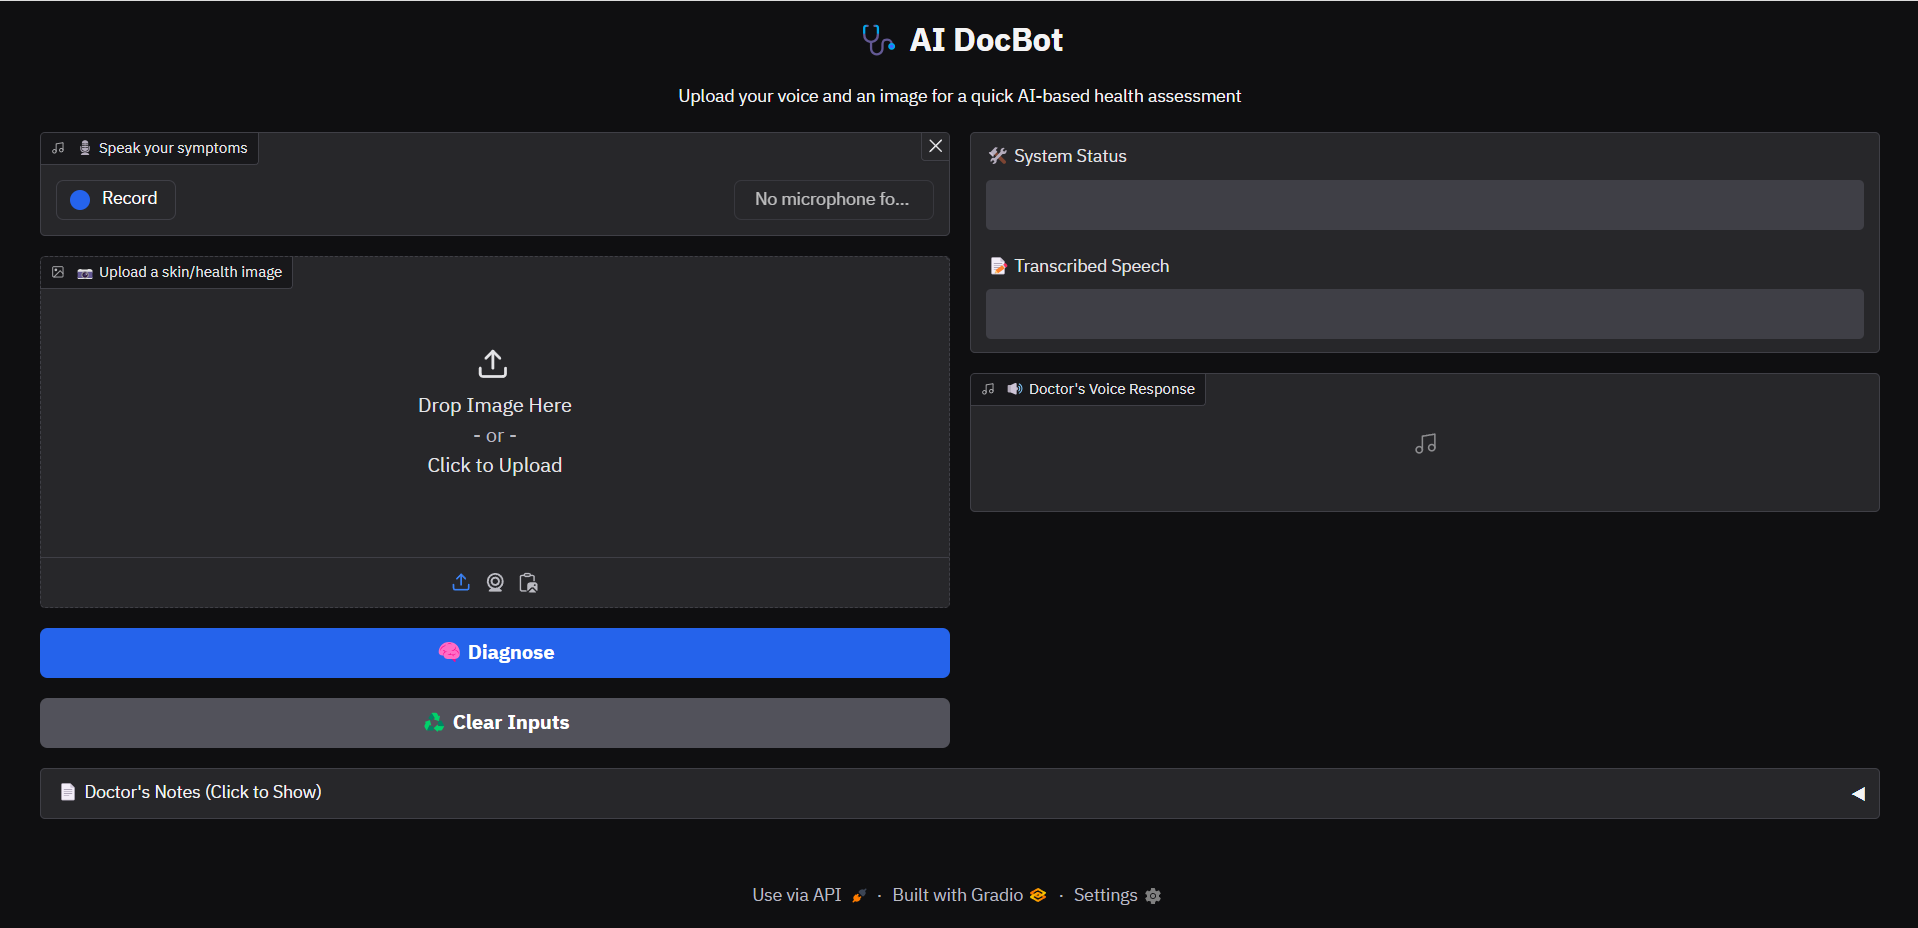 AI DocBot
Upload your voice and an image for a quick AI-based health assessment
Speak your symptoms
Record
No microphone fo...
Upload a skin/health image
Drop Image Here
- or -
Click to Upload
Diagnose
Clear Inputs
System Status
Transcribed Speech
Doctor's Voice Response
Doctor's Notes (Click to Show)
Use via API · Built with Gradio · Settings